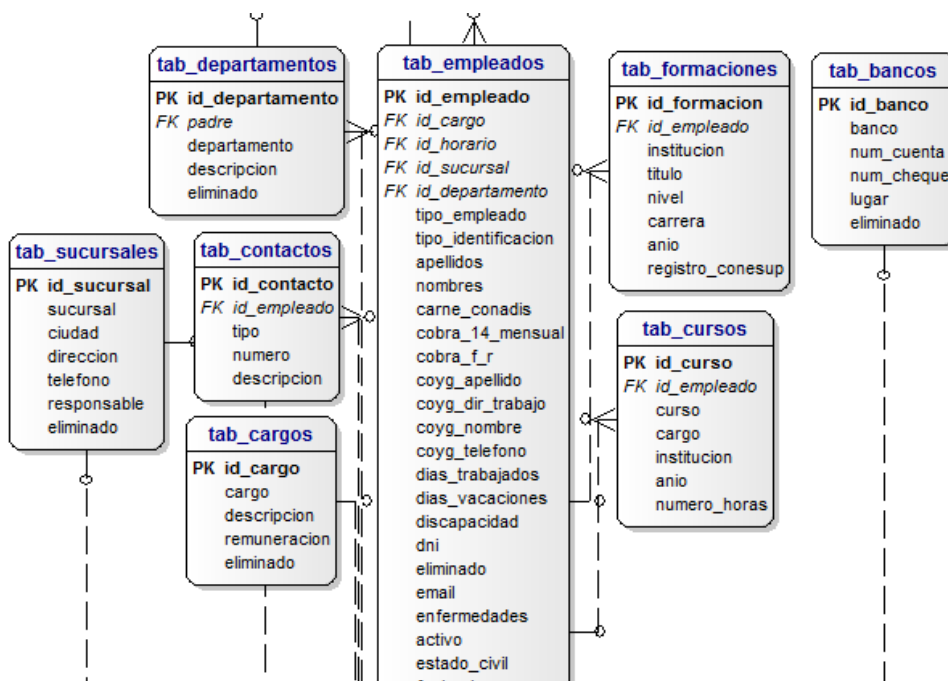 tab_departamentos
PK id_departamento
FK padre
departamento
descripcion
eliminado
tab_empleados
PK id_empleado
FK id_cargo
FK id_horario
FK id_sucursal
FK id_departamento
tipo_empleado
tipo_identificacion
apellidos
nombres
carne_conadis
cobra_14_mensual
cobra_f_r
coyg_apellido
coyg_dir_trabajo
coyg_nombre
coyg_telefono
dias_trabajados
dias_vacaciones
discapacidad
dni
eliminado
email
enfermedades
activo
estado_civil
tab_formaciones
PK id_formacion
FK id_empleado
institucion
titulo
nivel
carrera
anio
registro_conesup
tab_bancos
PK id_banco
banco
num_cuenta
num_cheque
lugar
eliminado
tab_sucursales
PK id_sucursal
sucursal
ciudad
direccion
telefono
responsable
eliminado
tab_contactos
PK id_contacto
FK id_empleado
tipo
numero
descripcion
tab_cargos
PK id_cargo
cargo
descripcion
remuneracion
eliminado
tab_cursos
PK id_curso
FK id_empleado
curso
cargo
institucion
anio
numero_horas